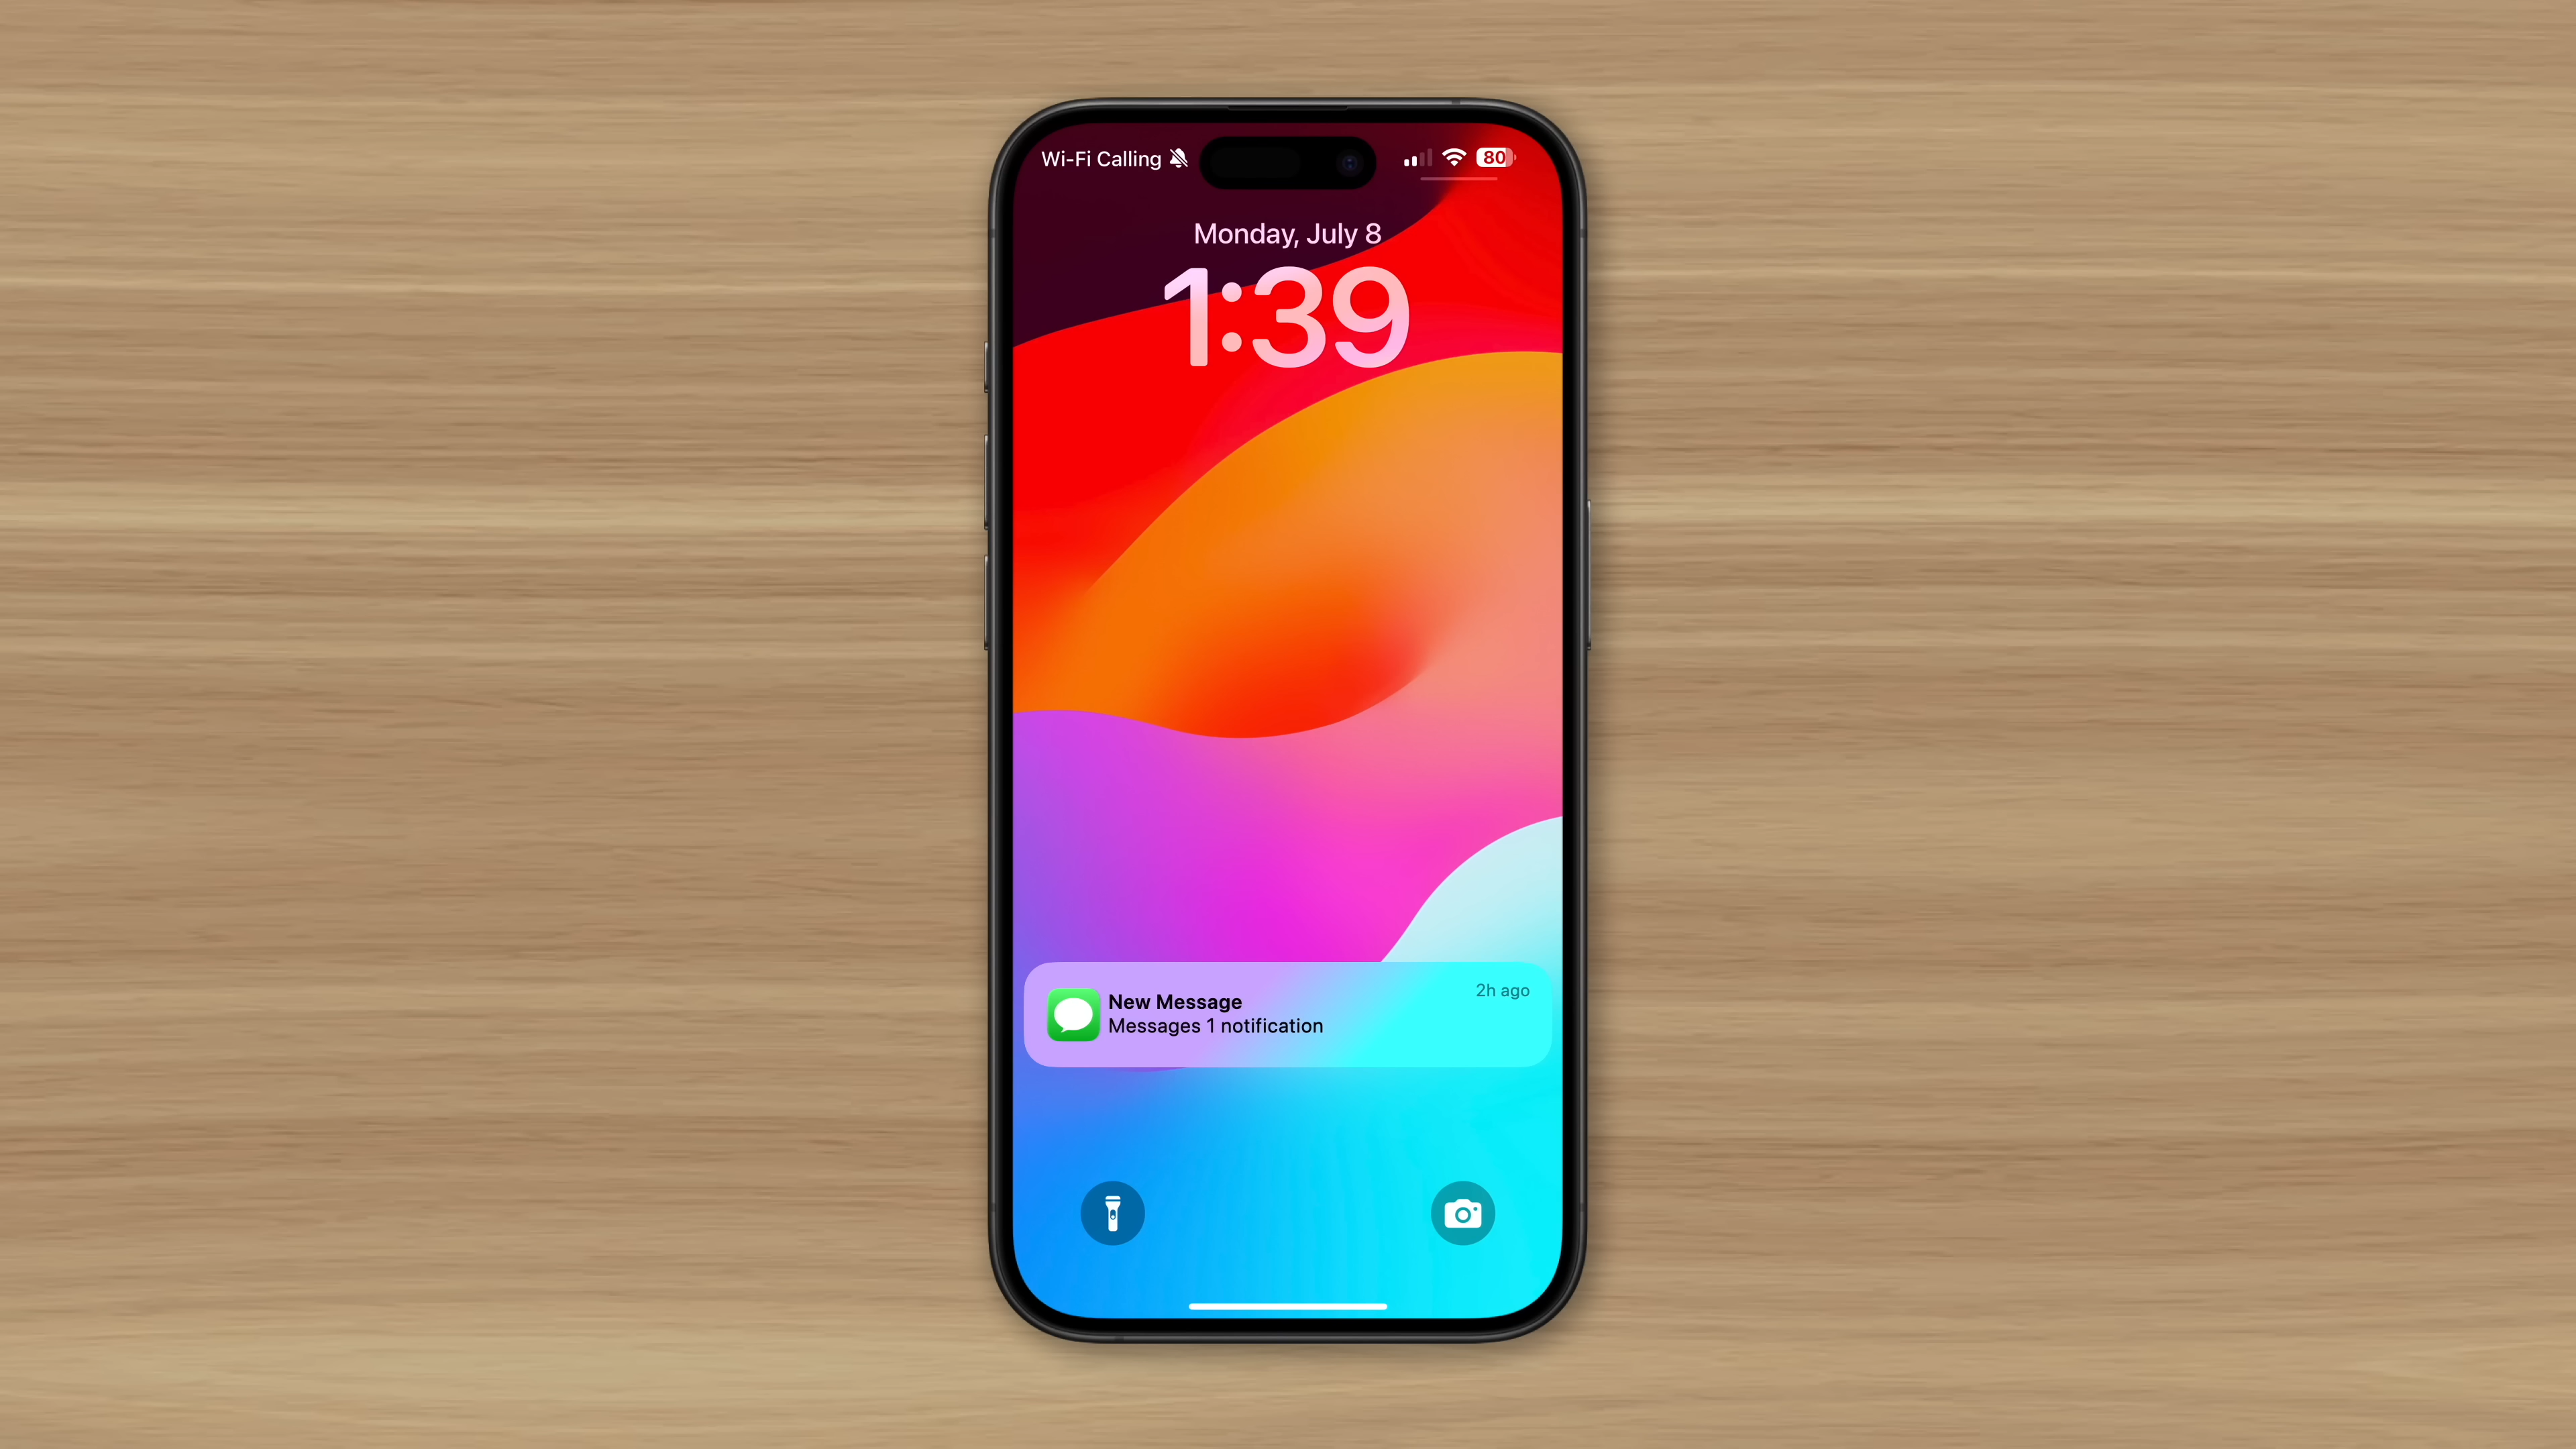 Wi-Fi Calling
80
Monday, July 8
1:39
New Message
2h ago
Messages 1 notification